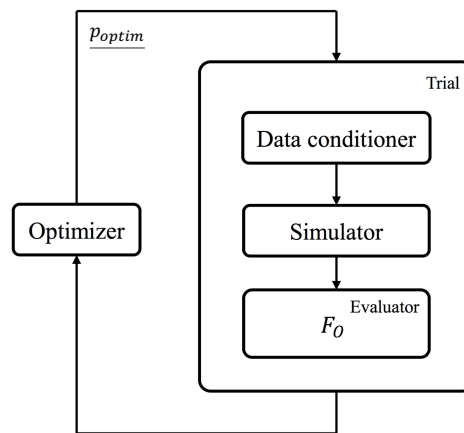 p_optim
Trial
Data conditioner
Optimizer
Simulator
Evaluator
F_O